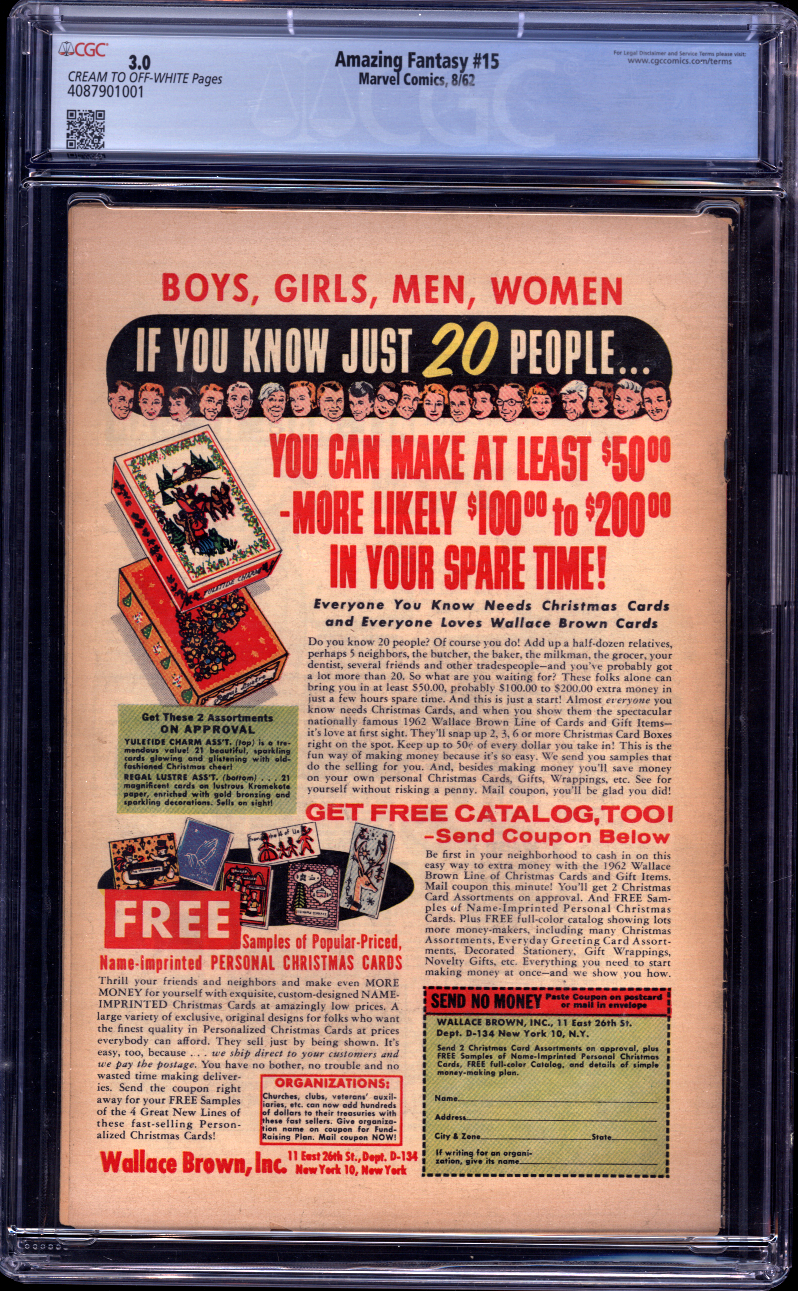 CGC
3.0
CREAM TO OFF-WHITE Pages
4087901001
Amazing Fantasy #15
Marvel Comics, 8/62
For Legal Disclaimer and Service Terms please visit:
www.cgccomics.com/terms
CGC
BOYS, GIRLS, MEN, WOMEN
IF YOU KNOW JUST 20 PEOPLE...
YOU CAN MAKE AT LEAST $50⁰⁰
-MORE LIKELY $100⁰⁰ to $200⁰⁰
IN YOUR SPARE TIME!
YULETIDE CHARM
Everyone You Know Needs Christmas Cards
and Everyone Loves Wallace Brown Cards
Do you know 20 people? Of course you do! Add up a half-dozen relatives,
perhaps 5 neighbors, the butcher, the baker, the milkman, the grocer, your
dentist, several friends and other tradespeople—and you've probably got
a lot more than 20. So what are you waiting for? These folks alone can
bring you in at least $50.00, probably $100.00 to $200.00 extra money in
just a few hours spare time. And this is just a start! Almost everyone you
know needs Christmas Cards, and when you show them the spectacular
nationally famous 1962 Wallace Brown Line of Cards and Gift Items—
it's love at first sight. They'll snap up 2, 3, 6 or more Christmas Card Boxes
right on the spot. Keep up to 50¢ of every dollar you take in! This is the
fun way of making money because it's so easy. We send you samples that
do the selling for you. And, besides making money you'll save money
on your own personal Christmas Cards, Gifts, Wrappings, etc. See for
yourself without risking a penny. Mail coupon, you'll be glad you did!
Get These 2 Assortments
ON APPROVAL
YULETIDE CHARM ASS'T. (top) is a tre-
mendous value! 21 beautiful, sparkling
cards glowing and glistening with old-
fashioned Christmas cheer!
REGAL LUSTRE ASS'T. (bottom) . . . 21
magnificent cards on lustrous Kromekote
paper, enriched with gold bronzing and
sparkling decorations. Sells on sight!
GET FREE CATALOG, TOO!
–Send Coupon Below
Be first in your neighborhood to cash in on this
easy way to extra money with the 1962 Wallace
Brown Line of Christmas Cards and Gift Items.
Mail coupon this minute! You'll get 2 Christmas
Card Assortments on approval. And FREE Sam-
ples of Name-Imprinted Personal Christmas
Cards. Plus FREE full-color catalog showing lots
more money-makers, including many Christmas
Assortments, Everyday Greeting Card Assort-
ments, Decorated Stationery, Gift Wrappings,
Novelty Gifts, etc. Everything you need to start
making money at once—and we show you how.
FREE
Samples of Popular-Priced,
Name-imprinted PERSONAL CHRISTMAS CARDS
Thrill your friends and neighbors and make even MORE
MONEY for yourself with exquisite, custom-designed NAME-
IMPRINTED Christmas Cards at amazingly low prices. A
large variety of exclusive, original designs for folks who want
the finest quality in Personalized Christmas Cards at prices
everybody can afford. They sell just by being shown. It's
easy, too, because . . . we ship direct to your customers and
we pay the postage. You have no bother, no trouble and no
wasted time making deliver-
ies. Send the coupon right
away for your FREE Samples
of the 4 Great New Lines of
these fast-selling Person-
alized Christmas Cards!
ORGANIZATIONS:
Churches, clubs, veterans' auxil-
iaries, etc. can now add hundreds
of dollars to their treasuries with
these fast sellers. Give organiza-
tion name on coupon for Fund-
Raising Plan. Mail coupon NOW!
Wallace Brown, Inc. 11 East 26th St., Dept. D-134
New York 10, New York
SEND NO MONEY Paste Coupon on postcard
or mail in envelope
WALLACE BROWN, INC., 11 East 26th St.
Dept. D-134 New York 10, N.Y.
Send 2 Christmas Card Assortments on approval, plus
FREE Samples of Name-Imprinted Personal Christmas
Cards, FREE full-color Catalog, and details of simple
money-making plan.
Name
Address
City & Zone State
If writing for an organi-
zation, give its name